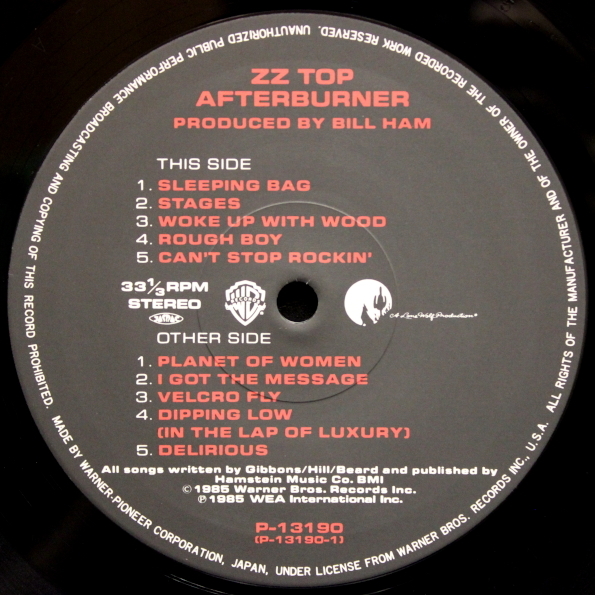 ZZ TOP
AFTERBURNER
PRODUCED BY BILL HAM
THIS SIDE
1. SLEEPING BAG
2. STAGES
3. WOKE UP WITH WOOD
4. ROUGH BOY
5. CAN'T STOP ROCKIN'
33⅓RPM
STEREO
A Lone Wolf Production*
OTHER SIDE
1. PLANET OF WOMEN
2. I GOT THE MESSAGE
3. VELCRO FLY
4. DIPPING LOW
(IN THE LAP OF LUXURY)
5. DELIRIOUS
All songs written by Gibbons/Hill/Beard and published by
Hamstein Music Co. BMI
© 1985 Warner Bros. Records Inc.
℗ 1985 WEA International Inc.
P-13190
(P-13190-1)
MADE BY WARNER-PIONEER CORPORATION, JAPAN, UNDER LICENSE FROM WARNER BROS. RECORDS INC., U.S.A. ALL RIGHTS OF THE MANUFACTURER AND OF THE OWNER OF THE RECORDED WORK RESERVED. UNAUTHORIZED PUBLIC PERFORMANCE BROADCASTING AND COPYING OF THIS RECORD PROHIBITED.